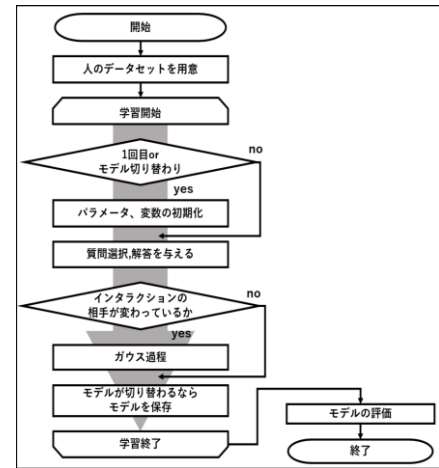 開始
人のデータセットを用意
学習開始
1回目or
モデル切り替わり
no
yes
パラメータ、変数の初期化
質問選択,解答を与える
インタラクションの
相手が変わっているか
no
yes
ガウス過程
モデルが切り替わるなら
モデルを保存
学習終了
モデルの評価
終了